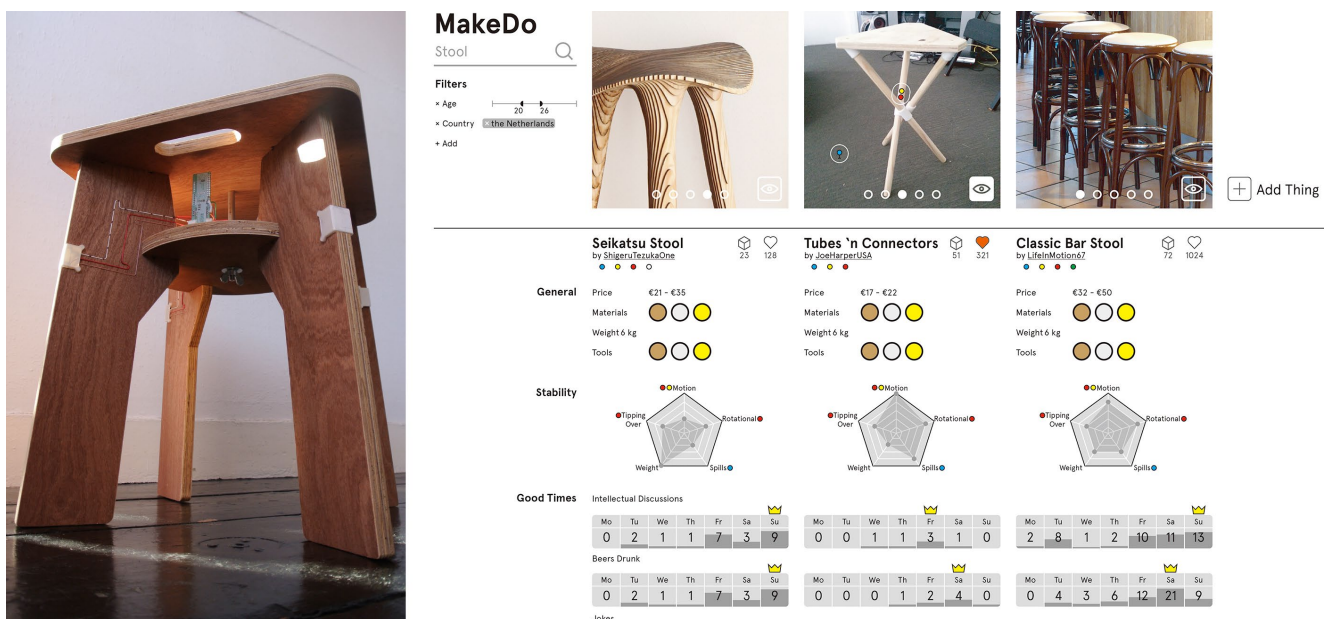 MakeDo
Stool
Filters
× Age
20 26
× Country × the Netherlands
+ Add
+ Add Thing
Seikatsu Stool 23 128
by ShigeruTezukaOne
Tubes ‘n Connectors 51 321
by JoeHarperUSA
Classic Bar Stool 72 1024
by LifeInMotion67
General
Price €21 - €35
Materials
Weight 6 kg
Tools
Price €17 - €22
Materials
Weight 6 kg
Tools
Price €32 - €50
Materials
Weight 6 kg
Tools
Stability
Motion
Tipping Rotational
Over
Weight Spills
Motion
Tipping Rotational
Over
Weight Spills
Motion
Tipping Rotational
Over
Weight Spills
Good Times
Intellectual Discussions
Mo Tu We Th Fr Sa Su
0 2 1 1 7 3 9
Mo Tu We Th Fr Sa Su
0 0 1 1 3 1 0
Mo Tu We Th Fr Sa Su
2 8 1 2 10 11 13
Beers Drunk
Mo Tu We Th Fr Sa Su
0 2 1 1 7 3 9
Mo Tu We Th Fr Sa Su
0 0 0 1 2 4 0
Mo Tu We Th Fr Sa Su
0 4 3 6 12 21 9